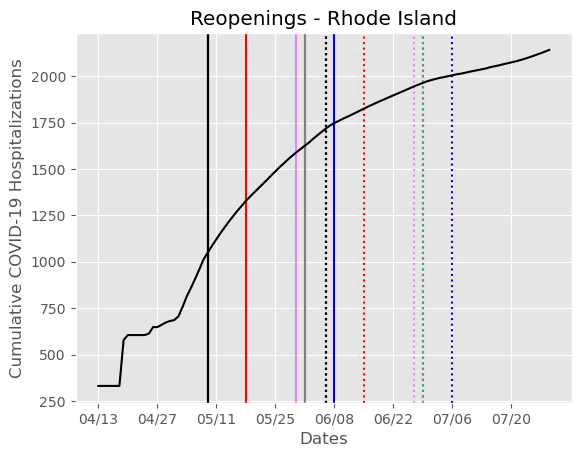 Reopenings - Rhode Island
Cumulative COVID-19 Hospitalizations
2000
1750
1500
1250
1000
750
500
250
04/13 04/27 05/11 05/25 06/08 06/22 07/06 07/20
Dates